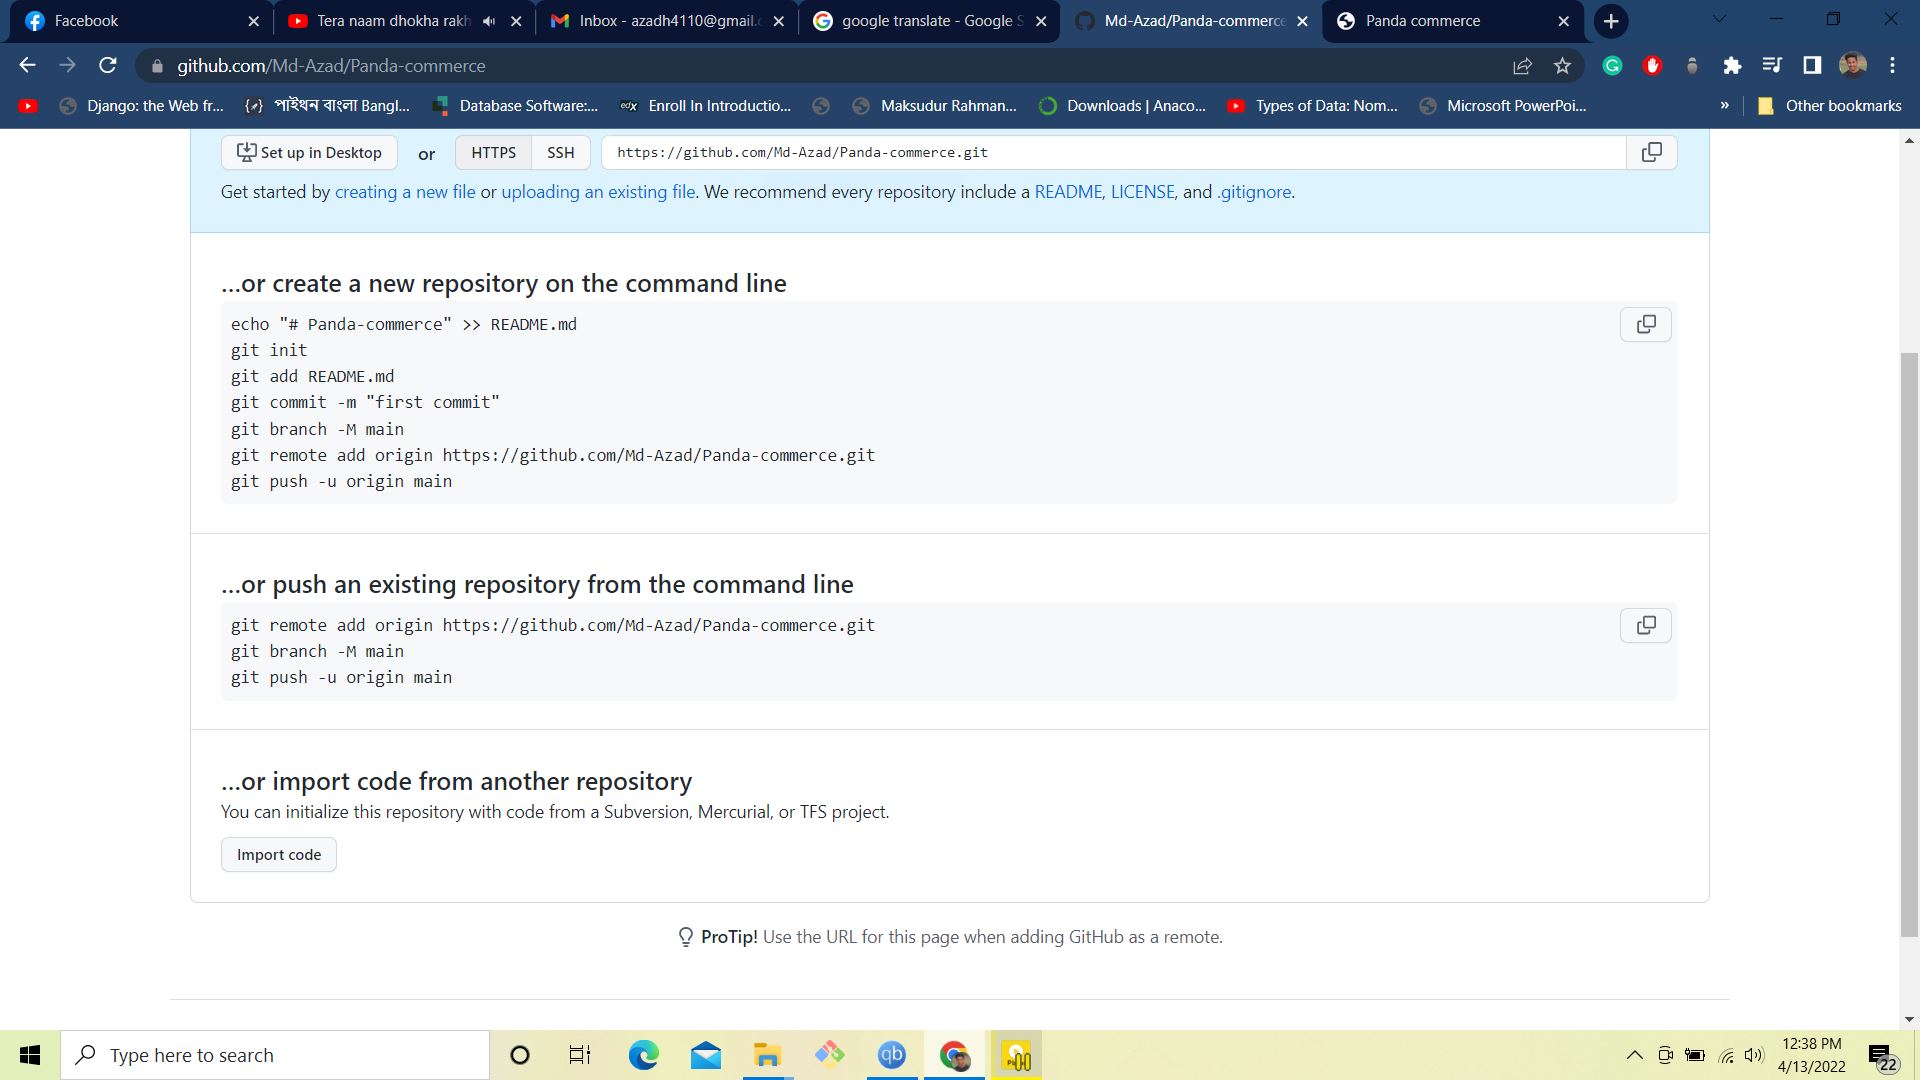 Facebook
Tera naam dhokha rakh
Inbox - azadh4110@gmail.c
google translate - Google S
Md-Azad/Panda-commerce
Panda commerce
github.com/Md-Azad/Panda-commerce
Django: the Web fr...
পাইথন বাংলা Bangl...
Database Software:...
edX
Enroll In Introductio...
Maksudur Rahman...
Downloads | Anaco...
Types of Data: Nom...
Microsoft PowerPoi...
»
Other bookmarks
Set up in Desktop or HTTPS SSH https://github.com/Md-Azad/Panda-commerce.git
Get started by creating a new file or uploading an existing file. We recommend every repository include a README, LICENSE, and .gitignore.
...or create a new repository on the command line
echo "# Panda-commerce" >> README.md
git init
git add README.md
git commit -m "first commit"
git branch -M main
git remote add origin https://github.com/Md-Azad/Panda-commerce.git
git push -u origin main
...or push an existing repository from the command line
git remote add origin https://github.com/Md-Azad/Panda-commerce.git
git branch -M main
git push -u origin main
...or import code from another repository
You can initialize this repository with code from a Subversion, Mercurial, or TFS project.
Import code
ProTip! Use the URL for this page when adding GitHub as a remote.
Type here to search
qb
12:38 PM
4/13/2022
22